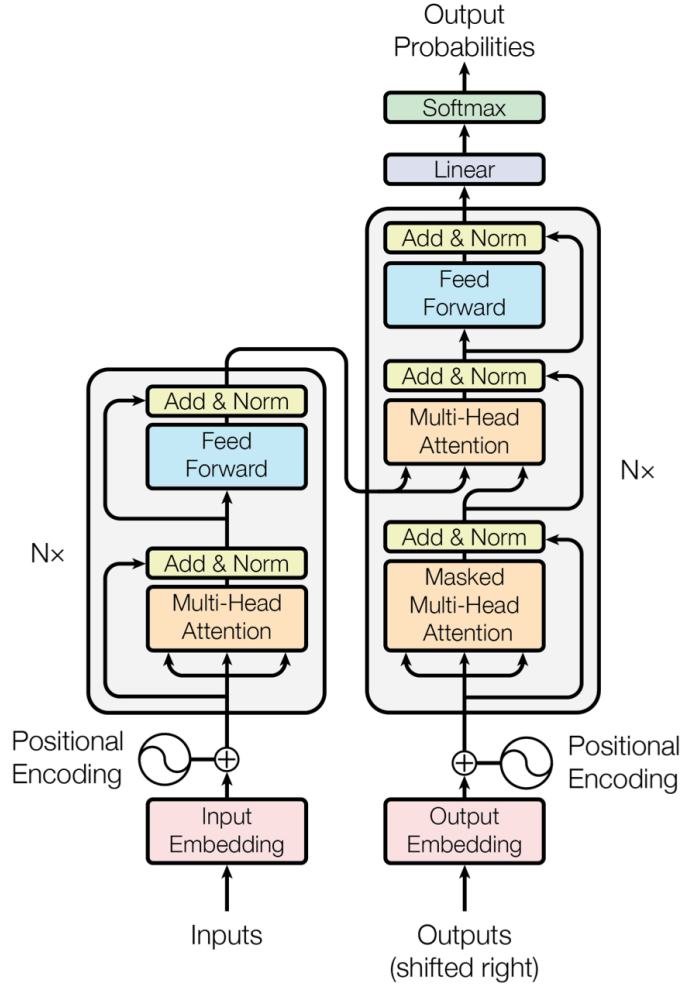 Output
Probabilities
Softmax
Linear
Add & Norm
Feed
Forward
Add & Norm
Multi-Head
Attention
Nx
Add & Norm
Masked
Multi-Head
Attention
Add & Norm
Feed
Forward
N×
Add & Norm
Multi-Head
Attention
Positional
Encoding
Positional
Encoding
Input
Embedding
Output
Embedding
Inputs
Outputs
(shifted right)